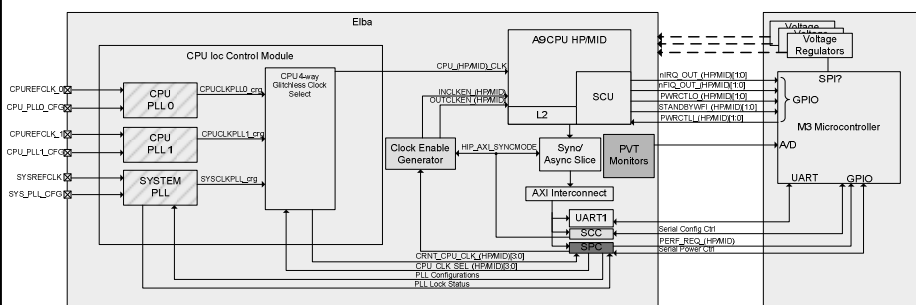 Elba
CPU Ioc Control Module
CPUREFCLK_0
CPU_PLL0_CFG
CPUREFCLK_1
CPU_PLL1_CFG
SYSREFCLK
SYS_PLL_CFG
CPU
PLL0
CPU
PLL 1
SYSTEM
PLL
CPUCLKPLL0_crg
CPUCLKPLL1_crg
SYSCLKPLL_crg
CPU4-way
Glitchless Clock
Select
CPU_(HP/MID)_CLK
INCLKEN_(HP/MID)
OUTCLKEN_(HP/MID)
Clock Enable
Generator
HIP_AXI_SYNCMODE
A9CPU HP/MID
SCU
L2
Sync/
Async Slice
PVT
Monitors
AXI Interconnect
UART1
SCC
SPC
CRNT_CPU_CLK_(HP/MID)[3:0]
CPU_CLK_SEL_(HP/MID)[3:0]
PLL Configurations
PLL Lock Status
Voltage
Voltage
Voltage
Regulators
nIRQ_OUT_(HP/MID)[1:0]
nFIQ_OUT_(HP/MID)[1:0]
PWRCTLO_(HP/MID)[1:0]
STANDBYWFI_(HP/MID)[1:0]
PWRCTLI_(HP/MID)[1:0]
SPI?
GPIO
M3 Microcontroller
A/D
UART
GPIO
Serial Config Ctrl
PERF_REQ_(HP/MID)
Serial Power Ctrl